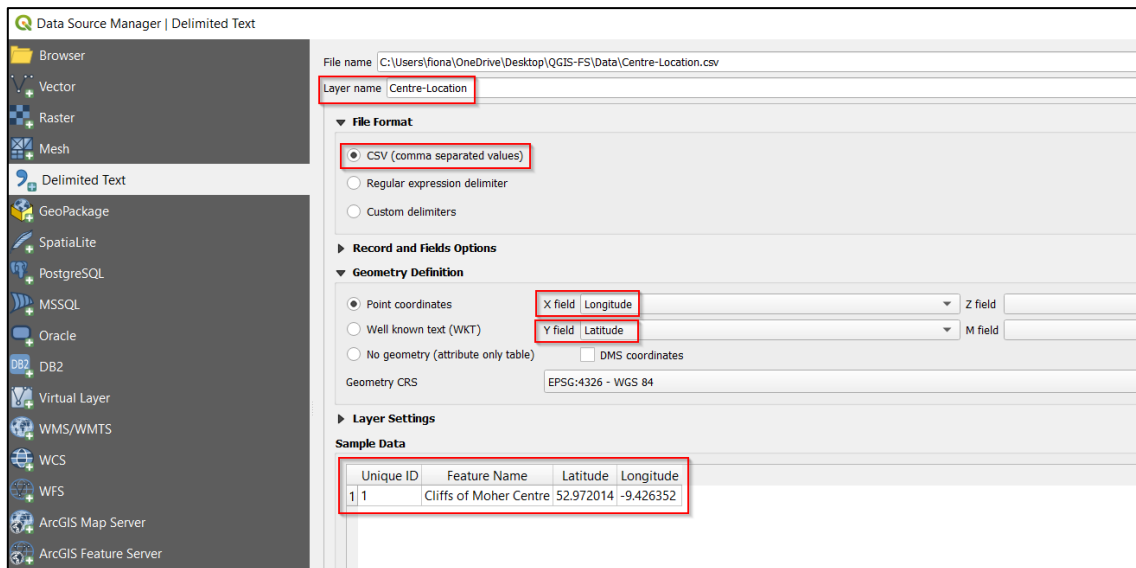 Data Source Manager | Delimited Text
Browser
Vector
Raster
Mesh
Delimited Text
GeoPackage
SpatiaLite
PostgreSQL
MSSQL
Oracle
DB2 DB2
Virtual Layer
WMS/WMTS
WCS
WFS
ArcGIS Map Server
ArcGIS Feature Server
File name C:\Users\fiona\OneDrive\Desktop\QGIS-FS\Data\Centre-Location.csv
Layer name Centre-Location
File Format
CSV (comma separated values)
Regular expression delimiter
Custom delimiters
Record and Fields Options
Geometry Definition
Point coordinates X field Longitude Z field
Well known text (WKT) Y field Latitude M field
No geometry (attribute only table) DMS coordinates
Geometry CRS EPSG:4326 - WGS 84
Layer Settings
Sample Data
Unique ID Feature Name Latitude Longitude
1 1 Cliffs of Moher Centre 52.972014 -9.426352